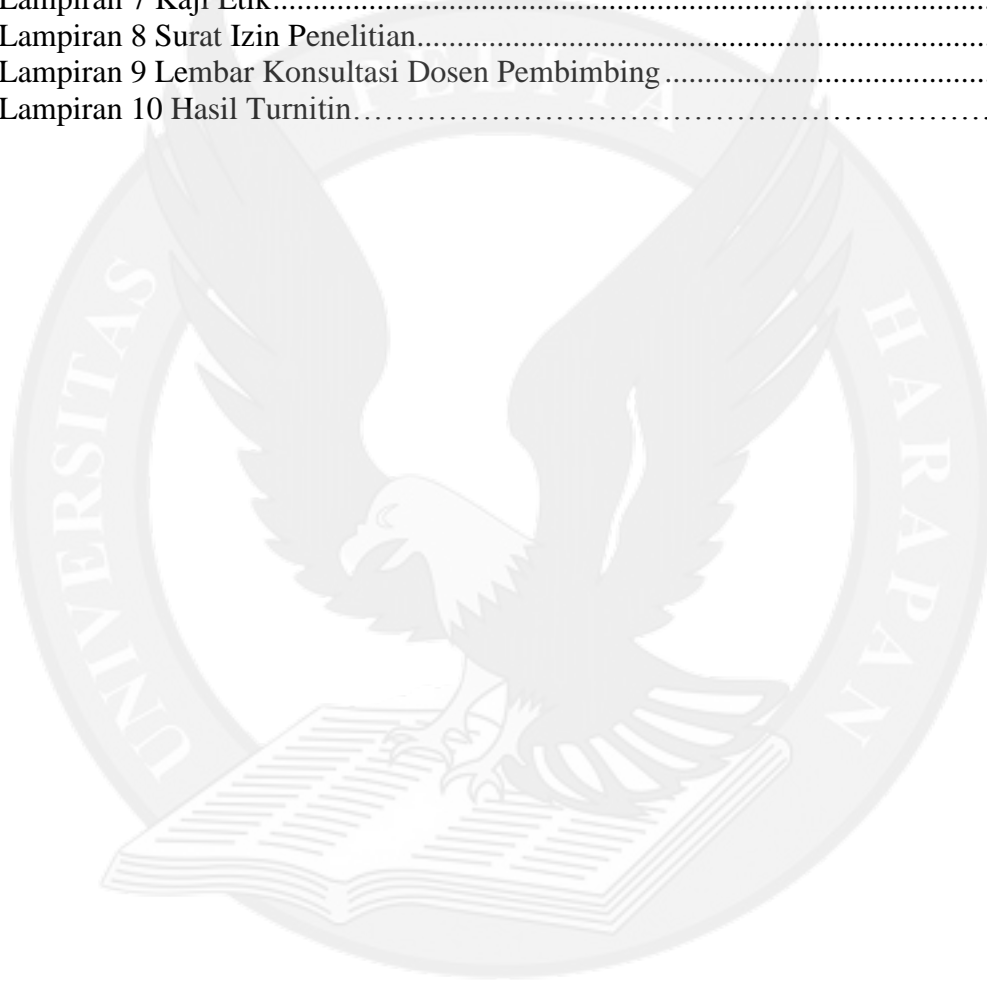 Lampiran 7 Kaji Etik
Lampiran 8 Surat Izin Penelitian
Lampiran 9 Lembar Konsultasi Dosen Pembimbing
Lampiran 10 Hasil Turnitin
UNIVERSITAS PELITA HARAPAN